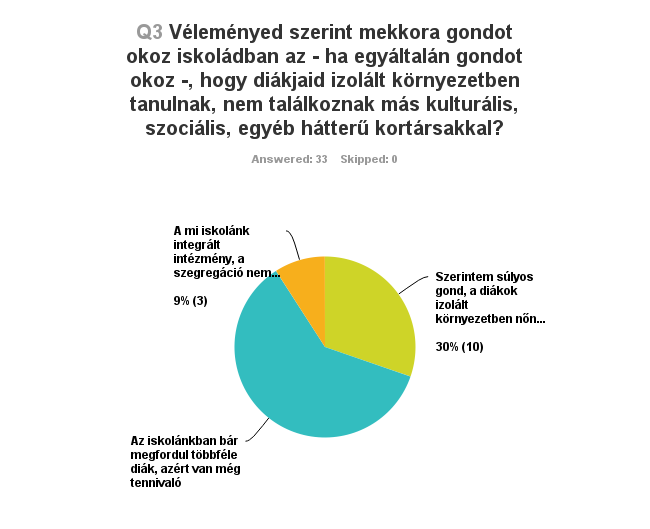 Q3 Véleményed szerint mekkora gondot
okoz iskoládban az - ha egyáltalán gondot
okoz -, hogy diákjaid izolált környezetben
tanulnak, nem találkoznak más kulturális,
szociális, egyéb hátterű kortársakkal?
Answered: 33 Skipped: 0
A mi iskolánk
integrált
intézmény, a
szegregáció nem...
9% (3)
Szerintem súlyos
gond, a diákok
izolált
környezetben nőn...
30% (10)
Az iskolánkban bár
megfordul többféle
diák, azért van még
tennivaló